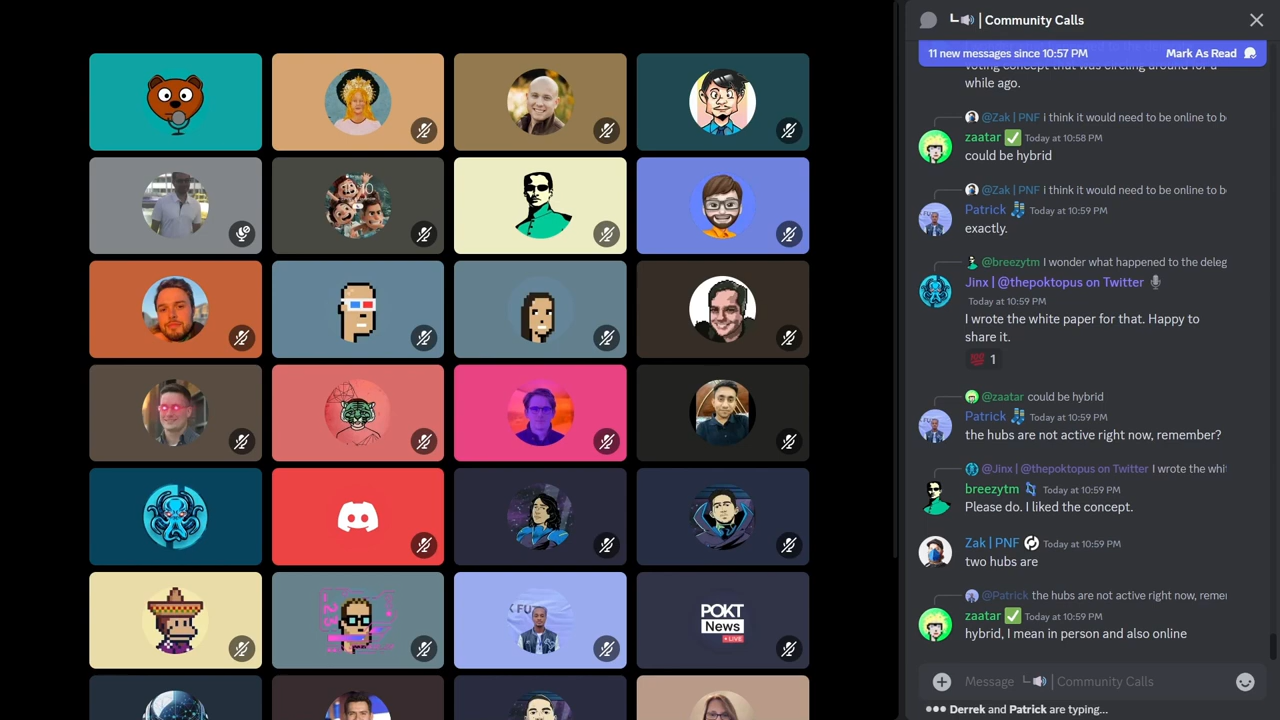 Community Calls
11 new messages since 10:57 PM Mark As Read
voting concept that was circling around for a
while ago.
@Zak | PNF i think it would need to be online to b
zaatar Today at 10:58 PM
could be hybrid
@Zak | PNF i think it would need to be online to b
Patrick Today at 10:59 PM
exactly.
@breezytm I wonder what happened to the deleg
Jinx | @thepoktopus on Twitter
Today at 10:59 PM
I wrote the white paper for that. Happy to
share it.
1
@zaatar could be hybrid
Patrick Today at 10:59 PM
the hubs are not active right now, remember?
@Jinx | @thepoktopus on Twitter I wrote the whi
breezytm Today at 10:59 PM
Please do. I liked the concept.
Zak | PNF Today at 10:59 PM
two hubs are
@Patrick the hubs are not active right now, remei
zaatar Today at 10:59 PM
hybrid, I mean in person and also online
Message Community Calls
Derrek and Patrick are typing...
POKT
News
LIVE